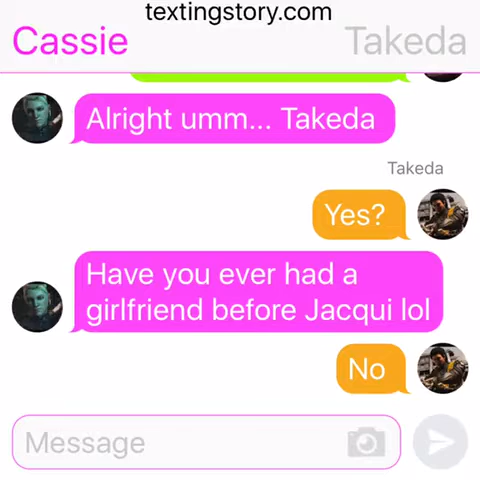 textingstory.com
Cassie
Takeda
Alright umm... Takeda
Takeda
Yes?
Have you ever had a
girlfriend before Jacqui lol
No
Message